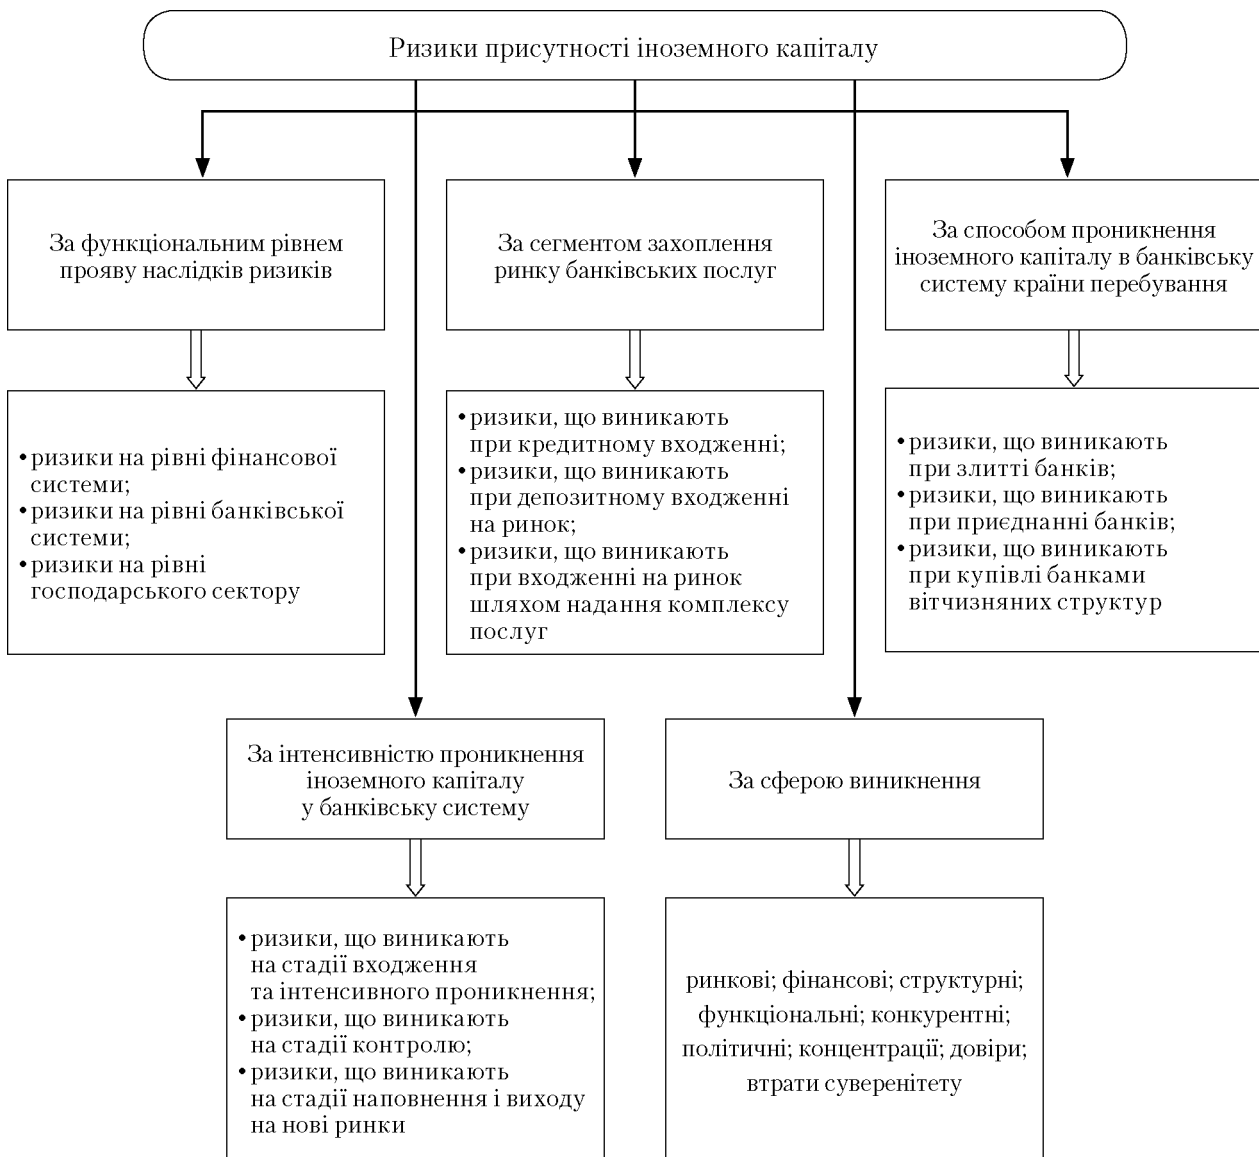 Ризики присутності іноземного капіталу
За функціональним рівнем
прояву наслідків ризиків
За сегментом захоплення
ринку банківських послуг
За способом проникнення
іноземного капіталу в банківську
систему країни перебування
•ризики на рівні фінансової
системи;
•ризики на рівні банківської
системи;
•ризики на рівні
господарського сектору
•ризики, що виникають
при кредитному входженні;
•ризики, що виникають
при депозитному входженні
на ринок;
•ризики, що виникають
при входженні на ринок
шляхом надання комплексу
послуг
•ризики, що виникають
при злитті банків;
•ризики, що виникають
при приєднанні банків;
•ризики, що виникають
при купівлі банками
вітчизняних структур
За інтенсивністю проникнення
іноземного капіталу
у банківську систему
За сферою виникнення
•ризики, що виникають
на стадії входження
та інтенсивного проникнення;
•ризики, що виникають
на стадії контролю;
•ризики, що виникають
на стадії наповнення і виходу
на нові ринки
ринкові; фінансові; структурні;
функціональні; конкурентні;
політичні; концентрації; довіри;
втрати суверенітету